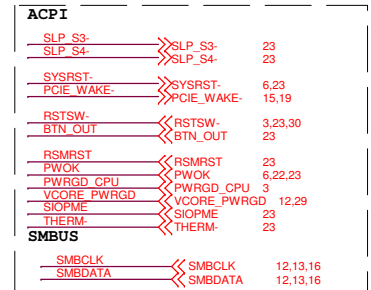 ACPI
SLP_S3- SLP_S3- 23
SLP_S4- SLP_S4- 23
SYSRST- SYSRST- 6,23
PCIE_WAKE- PCIE_WAKE- 15,19
RSTSW- RSTSW- 3,23,30
BTN_OUT BTN_OUT 23
RSMRST RSMRST 23
PWOK PWOK 6,22,23
PWRGD_CPU PWRGD_CPU 3
VCORE_PWRGD VCORE_PWRGD 12,29
SIOPME SIOPME 23
THERM- THERM- 23
SMBUS
SMBCLK SMBCLK 12,13,16
SMBDATA SMBDATA 12,13,16